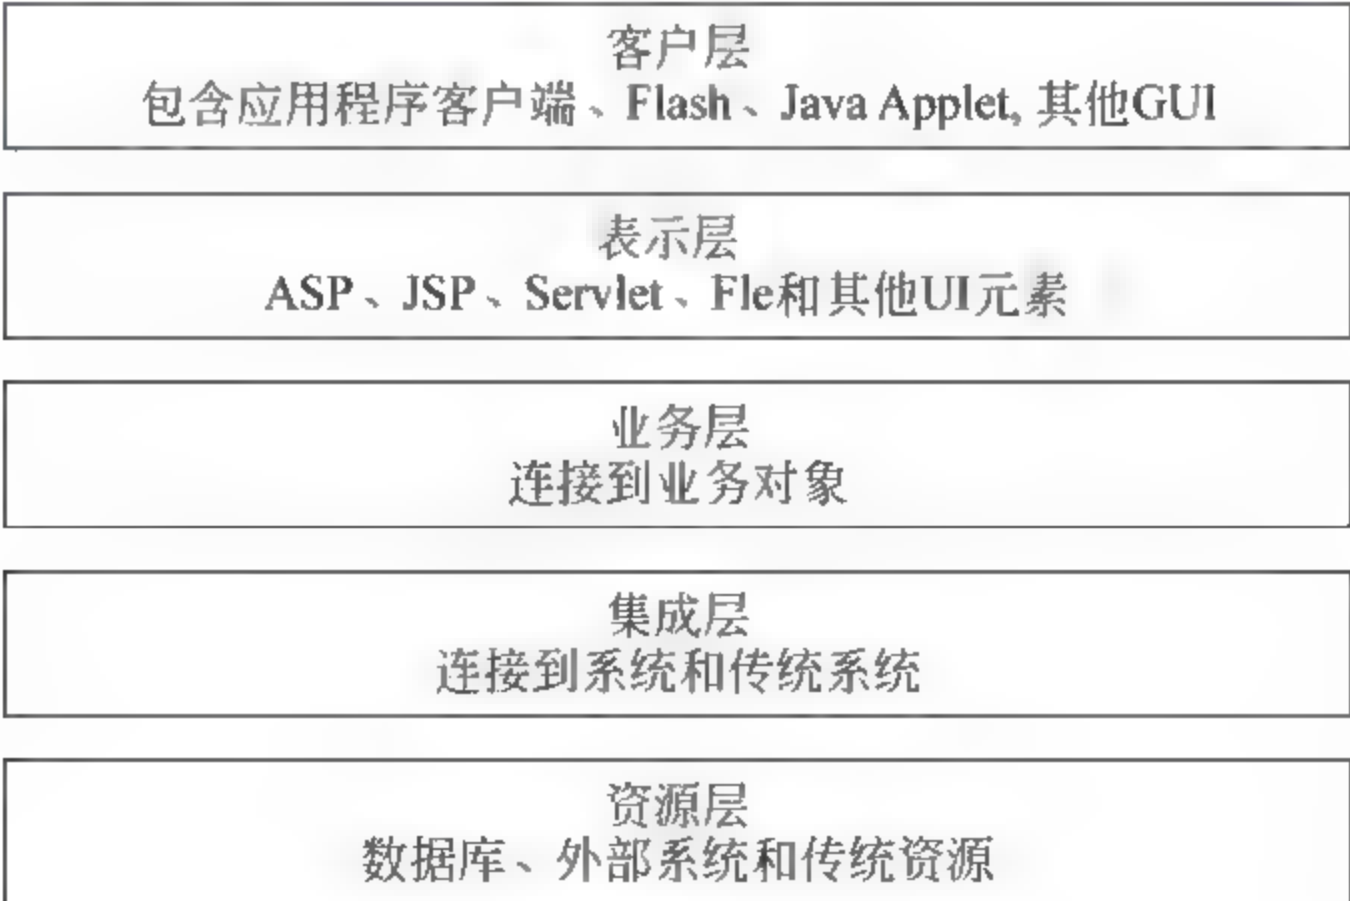 客户层
包含应用程序客户端、Flash、Java Applet, 其他GUI
表示层
ASP、JSP、Servlet、Fle和其他UI元素
业务层
连接到业务对象
集成层
连接到系统和传统系统
资源层
数据库、外部系统和传统资源